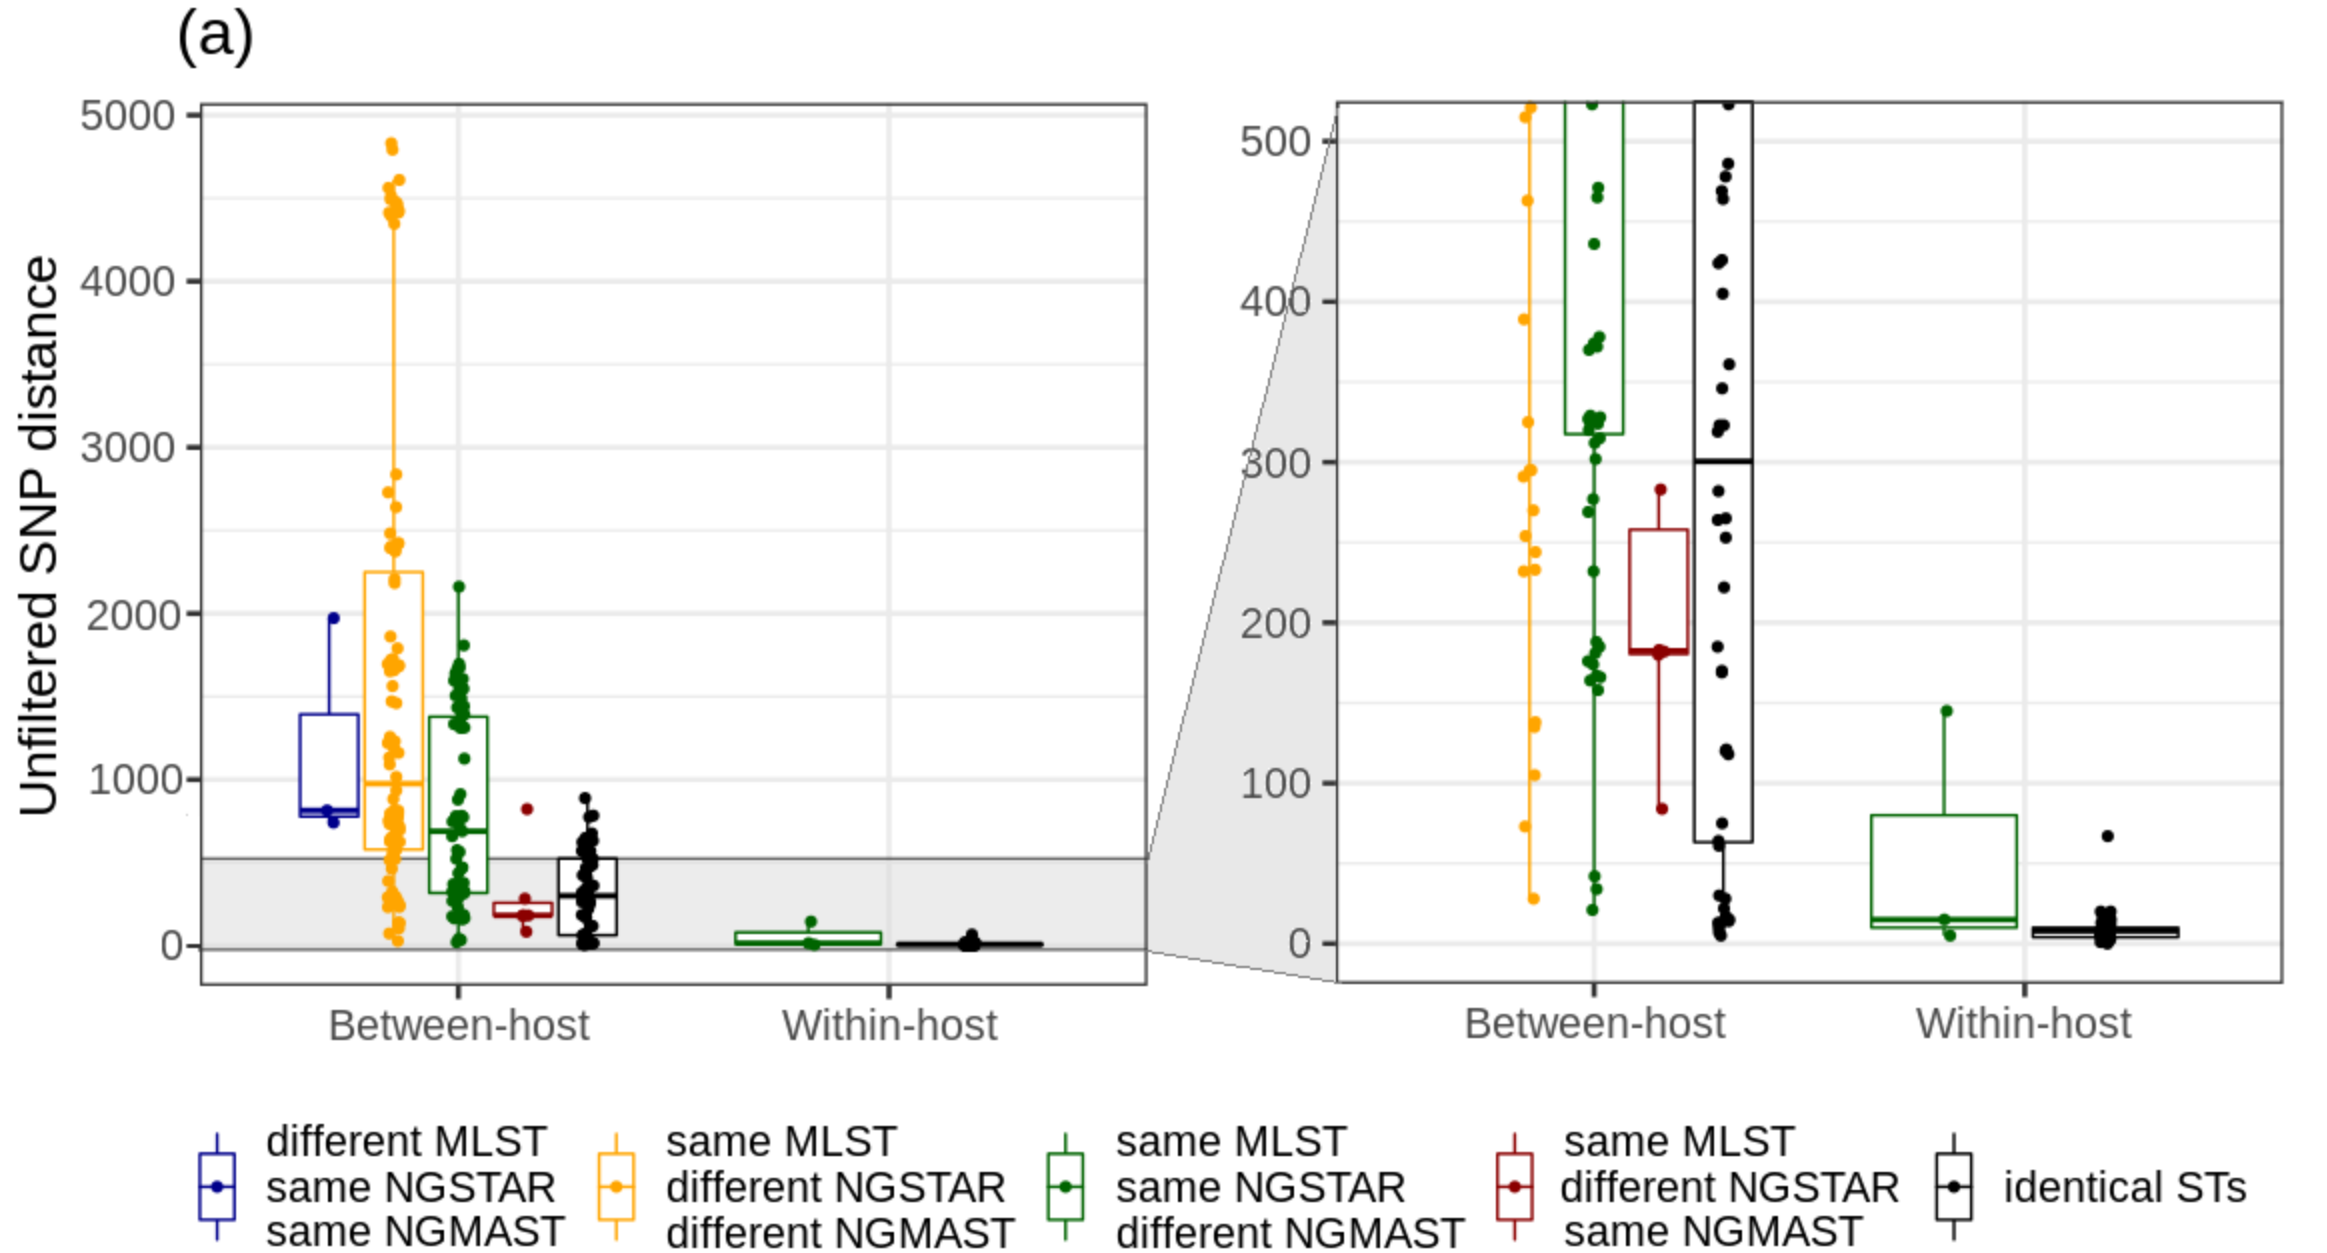 (a)
Unfiltered SNP distance
5000
4000
3000
2000
1000
0
Between-host
Within-host
500
400
300
200
100
0
Between-host
Within-host
different MLST
same NGSTAR
same NGMAST
same MLST
different NGSTAR
different NGMAST
same MLST
same NGSTAR
different NGMAST
same MLST
different NGSTAR
same NGMAST
identical STs